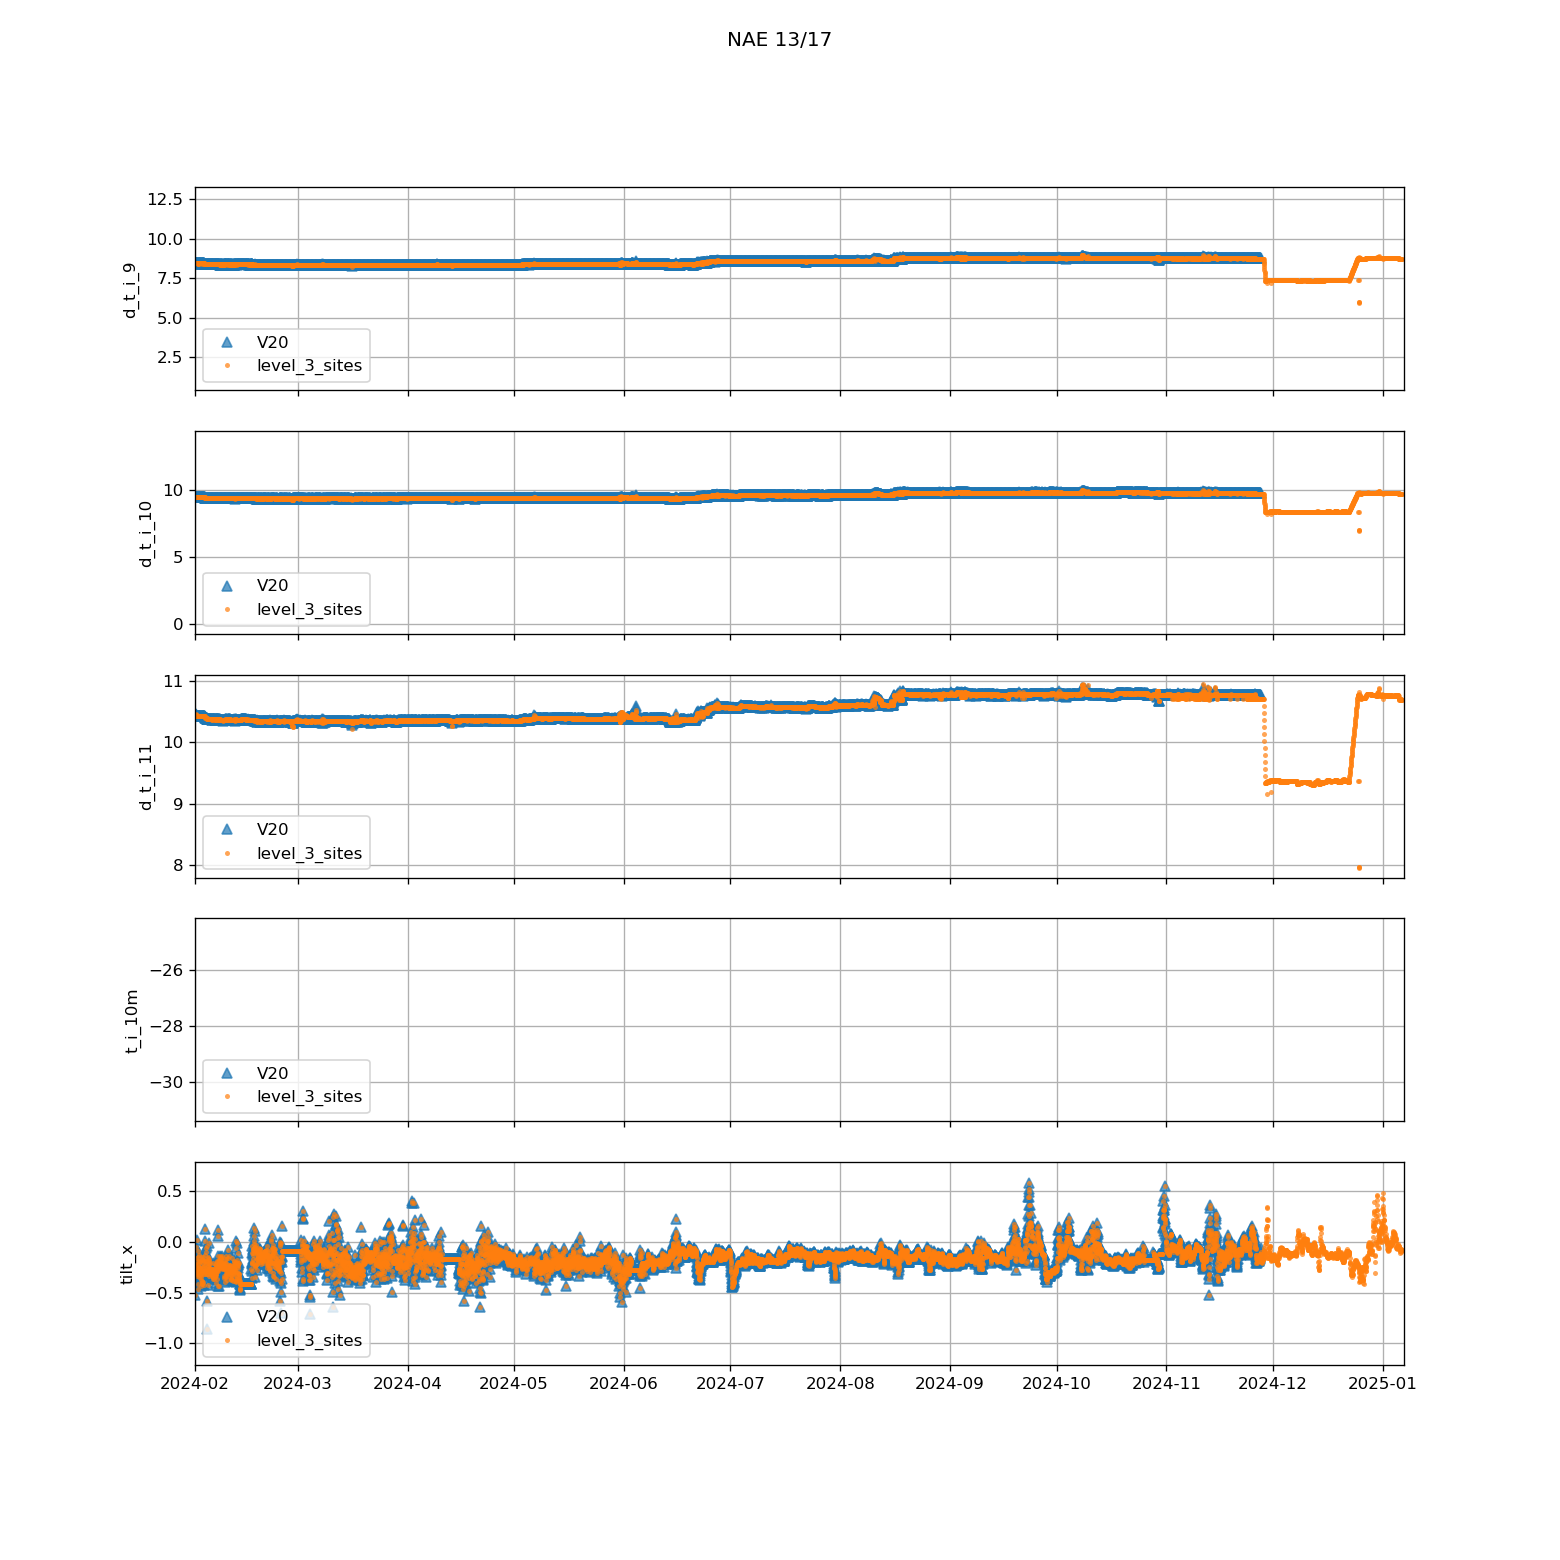 NAE 13/17
12.5
10.0
7.5
5.0
2.5
d_t_i_9
V20
level_3_sites
10
5
0
d_t_i_10
V20
level_3_sites
11
10
9
8
d_t_i_11
V20
level_3_sites
−26
−28
−30
t_i_10m
V20
level_3_sites
0.5
0.0
−0.5
−1.0
tilt_x
V20
level_3_sites
2024-02 2024-03 2024-04 2024-05 2024-06 2024-07 2024-08 2024-09 2024-10 2024-11 2024-12 2025-01